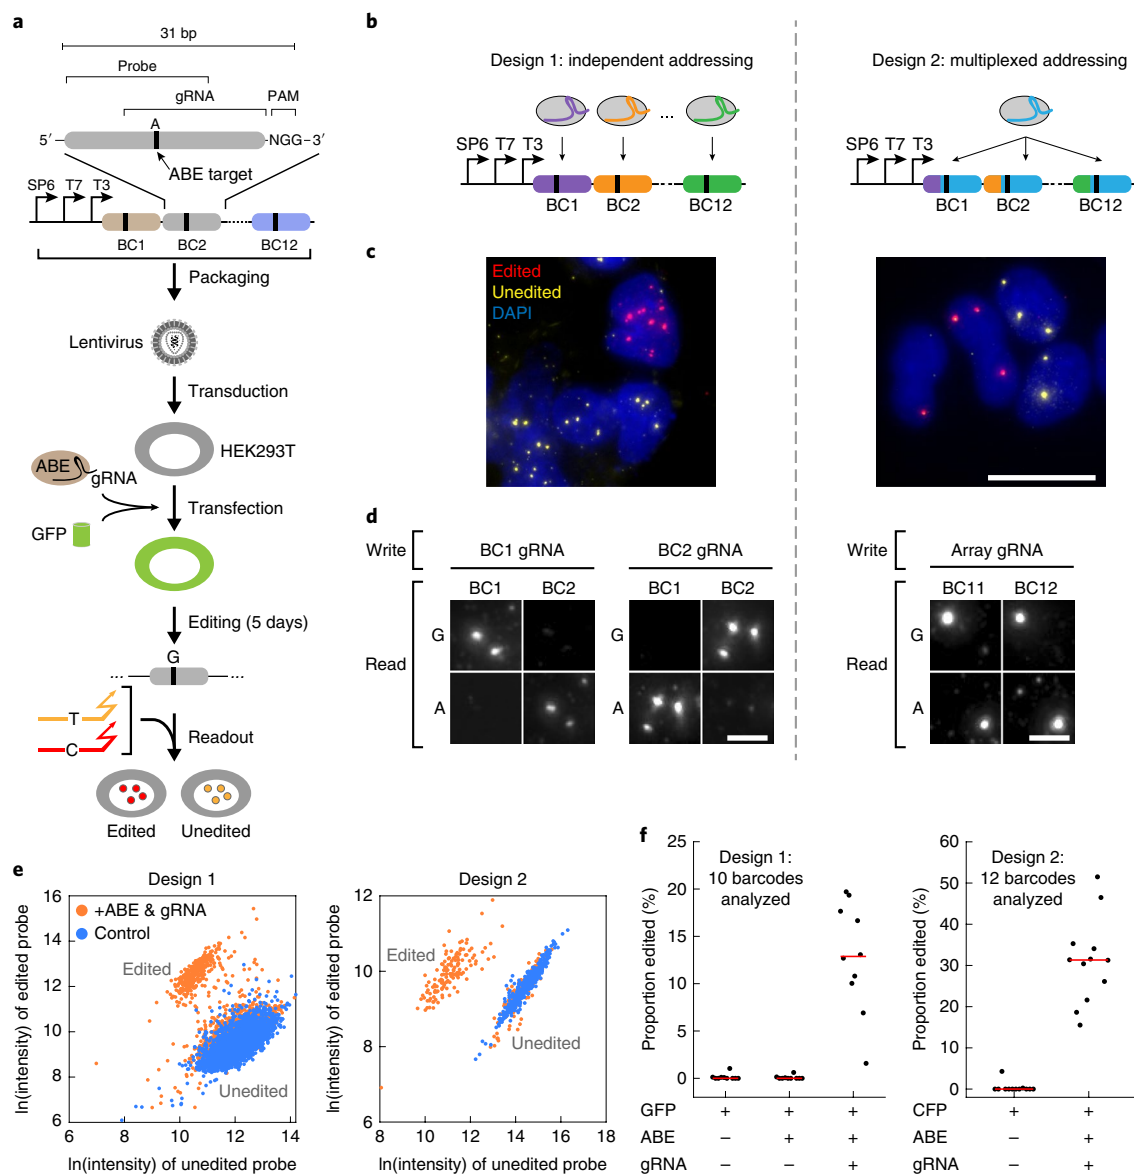 a
31 bp
Probe
gRNA
PAM
A
5′
NGG–3′
ABE target
SP6 T7 T3
BC1 BC2 BC12
Packaging
Lentivirus
Transduction
HEK293T
ABE
gRNA
Transfection
GFP
Editing (5 days)
G
... ...
T
C
Readout
Edited Unedited
b
Design 1: independent addressing
...
SP6 T7 T3
BC1 BC2 BC12
Design 2: multiplexed addressing
SP6 T7 T3
BC1 BC2 BC12
c
Edited
Unedited
DAPI
d
Write
BC1 gRNA BC2 gRNA
BC1 BC2 BC1 BC2
G
Read
A
Write
Array gRNA
BC11 BC12
G
Read
A
e
Design 1
ln(intensity) of edited probe
16
14
12
10
8
6
+ABE & gRNA
Control
Edited
Unedited
6 8 10 12 14
ln(intensity) of unedited probe
Design 2
ln(intensity) of edited probe
12
10
8
6
Edited
Unedited
8 10 12 14 16 18
ln(intensity) of unedited probe
f
Proportion edited (%)
25
20
15
10
5
0
Design 1:
10 barcodes
analyzed
GFP + + +
ABE – + +
gRNA – – +
Proportion edited (%)
60
50
40
30
20
10
0
Design 2:
12 barcodes
analyzed
CFP + +
ABE – +
gRNA – +